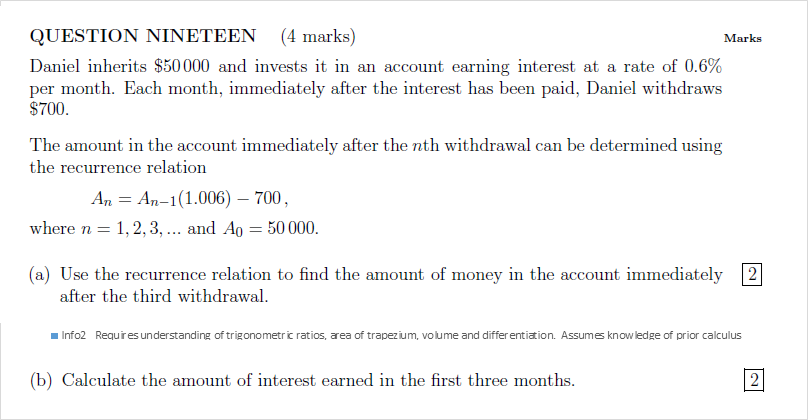 QUESTION NINETEEN (4 marks) Marks
Daniel inherits $50 000 and invests it in an account earning interest at a rate of 0.6%
per month. Each month, immediately after the interest has been paid, Daniel withdraws
$700.
The amount in the account immediately after the nth withdrawal can be determined using
the recurrence relation
Aₙ = Aₙ₋₁(1.006) − 700 ,
where n = 1, 2, 3, ... and A₀ = 50 000.
(a) Use the recurrence relation to find the amount of money in the account immediately 2
after the third withdrawal.
Info2 Requires understanding of trigonometric ratios, area of trapezium, volume and differentiation. Assumes knowledge of prior calculus
(b) Calculate the amount of interest earned in the first three months. 2